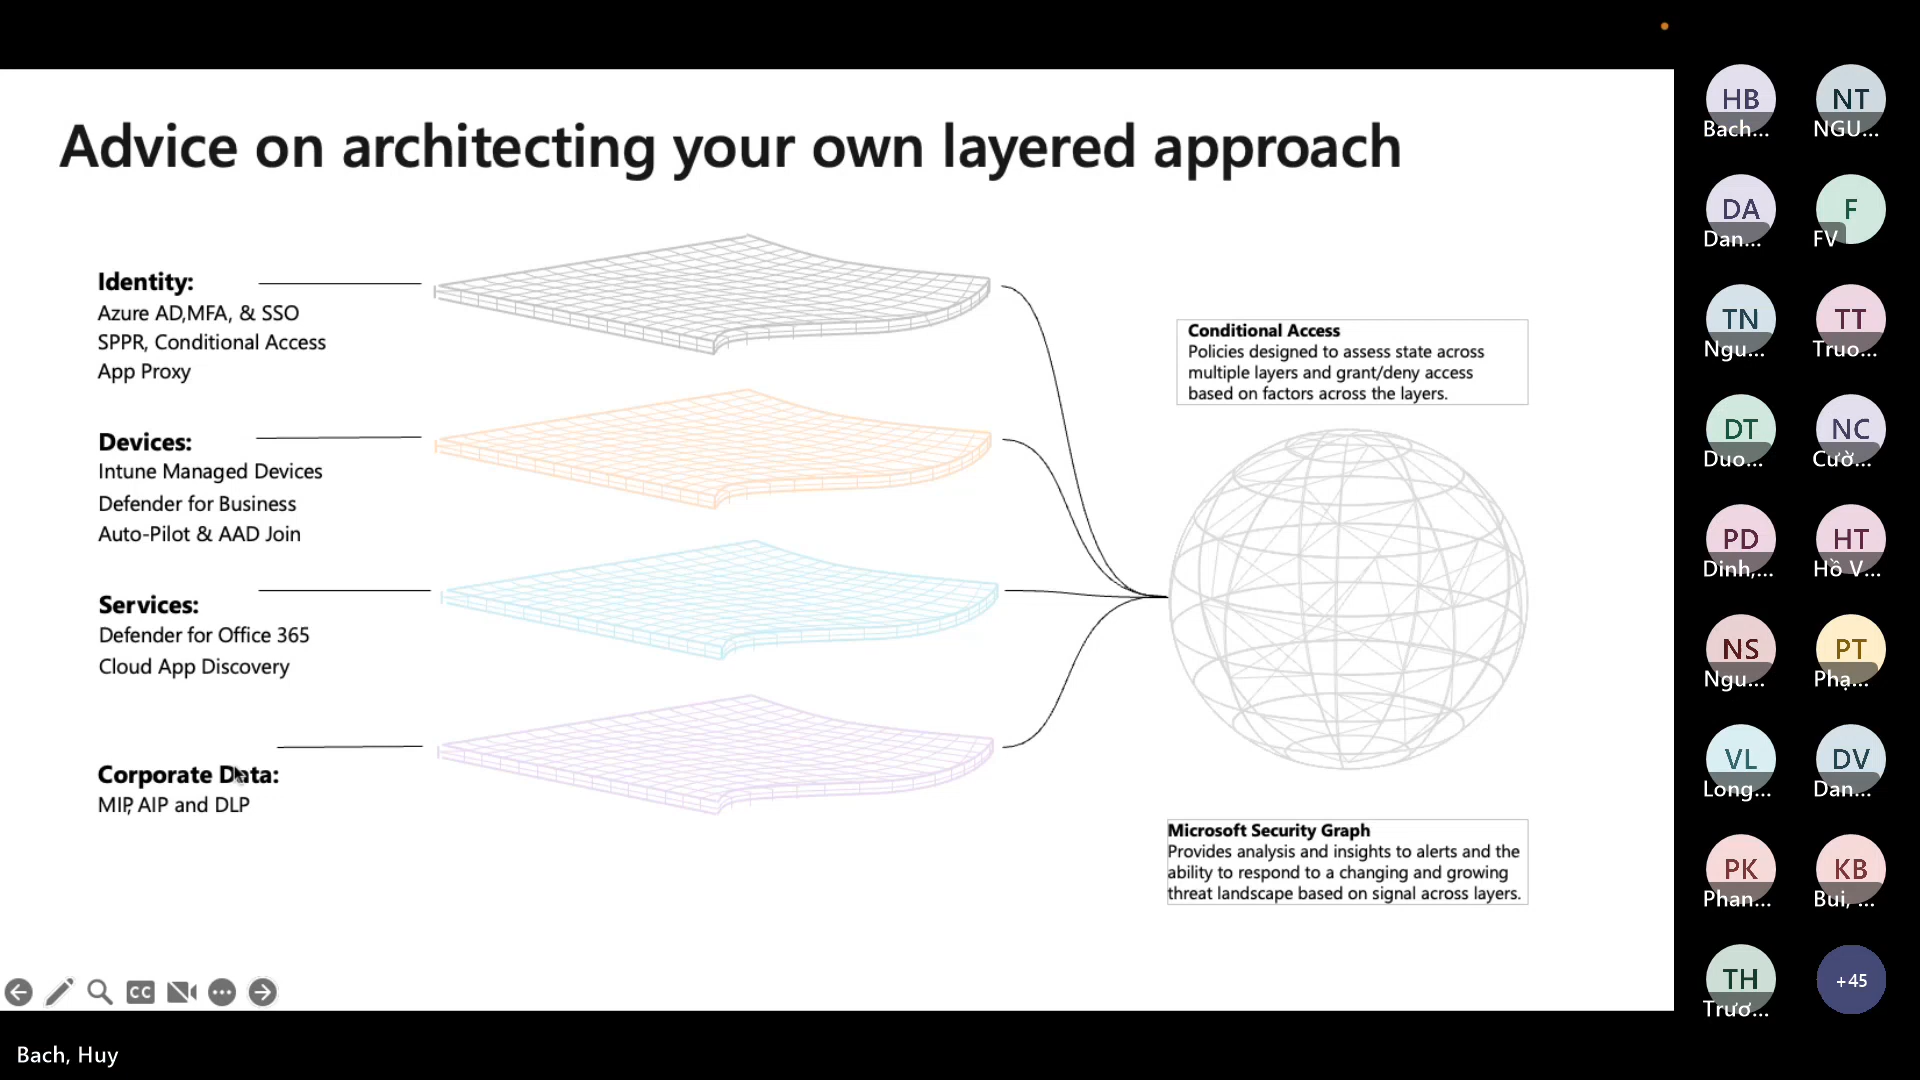 Advice on architecting your own layered approach
Identity:
Azure AD,MFA, & SSO
SPPR, Conditional Access
App Proxy
Devices:
Intune Managed Devices
Defender for Business
Auto-Pilot & AAD Join
Services:
Defender for Office 365
Cloud App Discovery
Corporate Data:
MIP, AIP and DLP
Conditional Access
Policies designed to assess state across
multiple layers and grant/deny access
based on factors across the layers.
Microsoft Security Graph
Provides analysis and insights to alerts and the
ability to respond to a changing and growing
threat landscape based on signal across layers.
CC
Bach, Huy
HB
Bach...
NT
NGU...
DA
Dan...
F
FV
TN
Ngu...
TT
Truo...
DT
Duo...
NC
Cườ...
PD
Dinh,...
HT
Hồ V...
NS
Ngu...
PT
Phạ...
VL
Long...
DV
Dan...
PK
Phan...
KB
Bui, ...
TH
Trươ...
+45